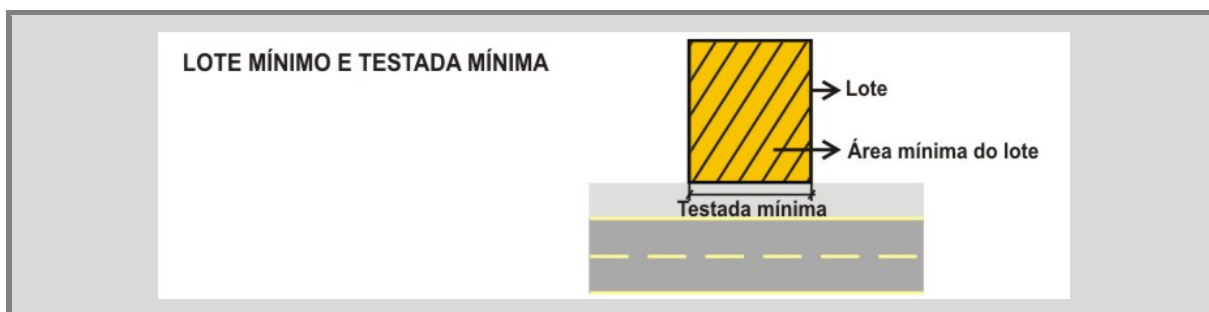 LOTE MÍNIMO E TESTADA MÍNIMA
Lote
Área mínima do lote
Testada mínima